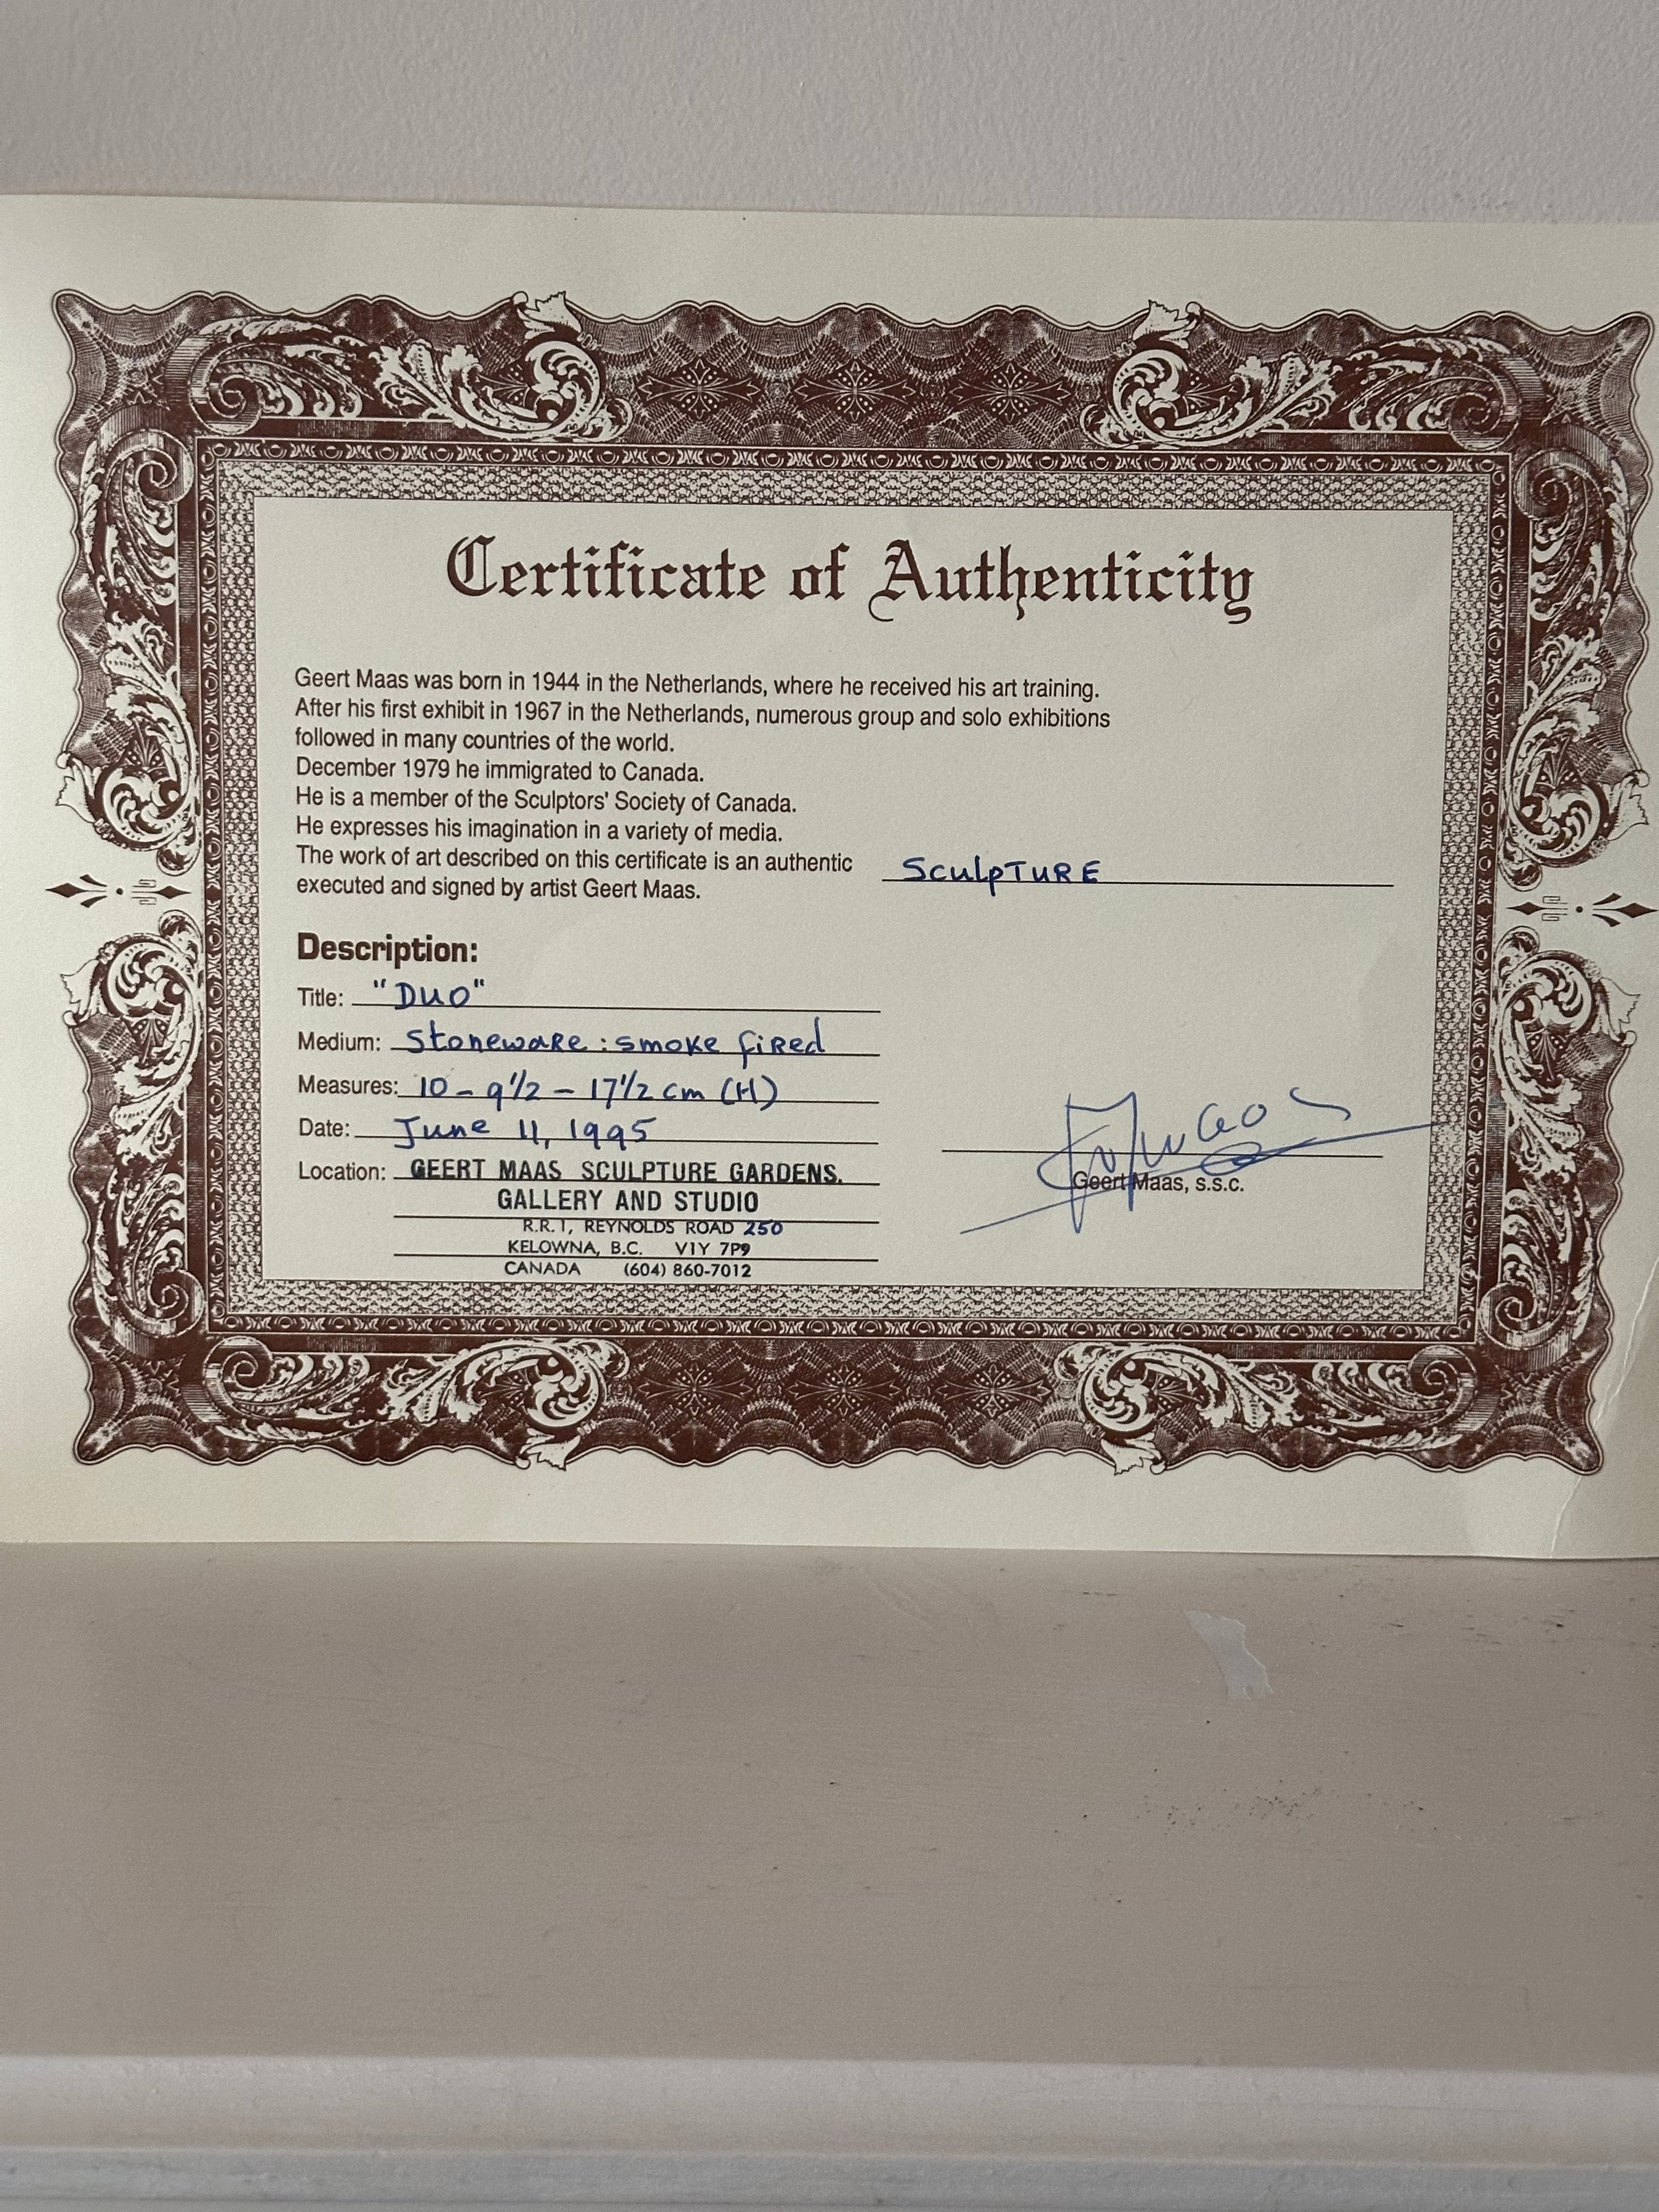 Certificate of Authenticity
Geert Maas was born in 1944 in the Netherlands, where he received his art training.
After his first exhibit in 1967 in the Netherlands, numerous group and solo exhibitions
followed in many countries of the world.
December 1979 he immigrated to Canada.
He is a member of the Sculptors' Society of Canada.
He expresses his imagination in a variety of media.
The work of art described on this certificate is an authentic SculpTURE
executed and signed by artist Geert Maas.
Description:
Title: "DUO"
Medium: Stoneware : smoke fired
Measures: 10 - 9 1/2 - 17 1/2 cm (H)
Date: June 11, 1995
Location: GEERT MAAS SCULPTURE GARDENS.
GALLERY AND STUDIO
R.R.1, REYNOLDS ROAD 250
KELOWNA, B.C. V1Y 7P9
CANADA (604) 860-7012
Geert Maas, s.s.c.